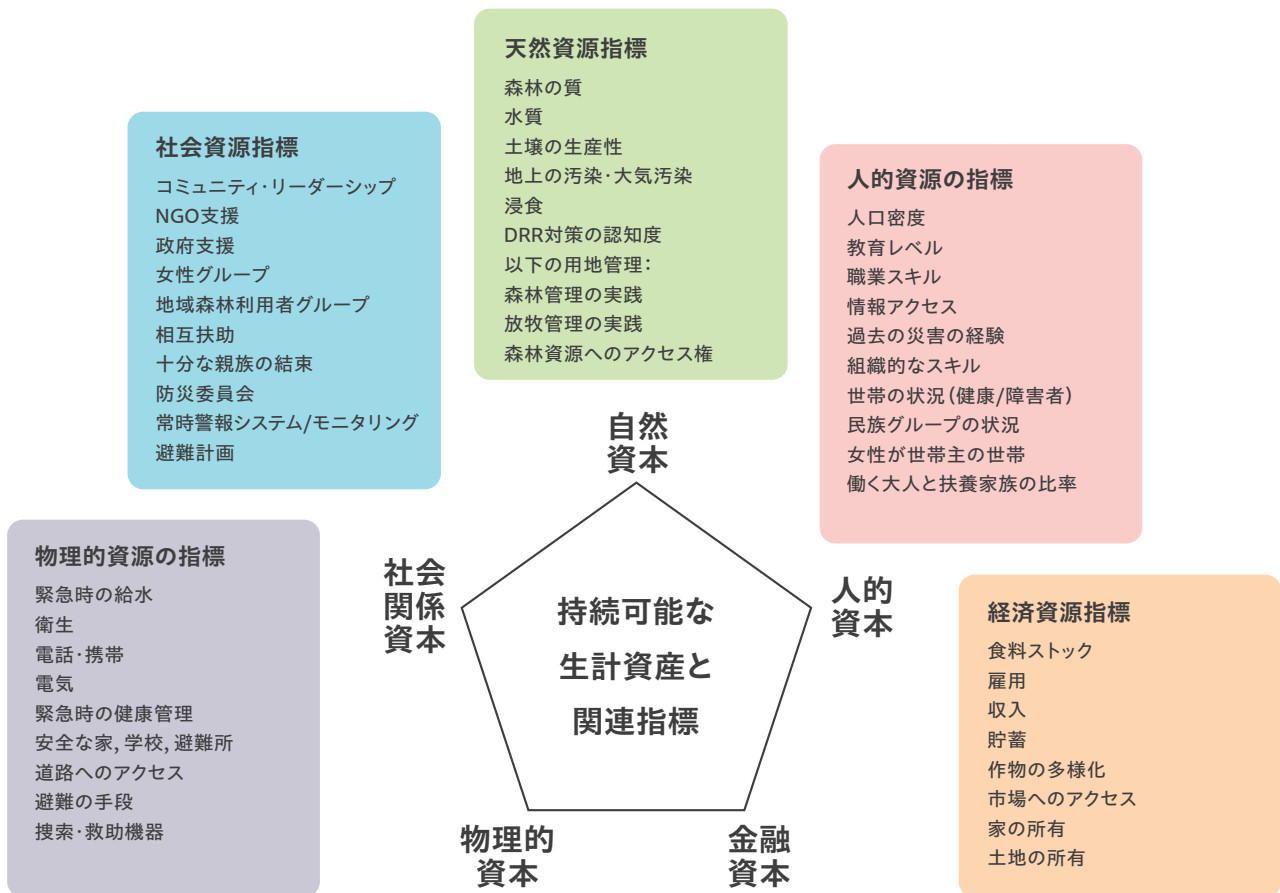 天然資源指標
森林の質
水質
土壌の生産性
地上の汚染·大気汚染
浸食
DRR対策の認知度
以下の用地管理：
森林管理の実践
放牧管理の実践
森林資源へのアクセス権
社会資源指標
コミュニティ·リーダーシップ
NGO支援
政府支援
女性グループ
地域森林利用者グループ
相互扶助
十分な親族の結束
防災委員会
常時警報システム/モニタリング
避難計画
人的資源の指標
人口密度
教育レベル
職業スキル
情報アクセス
過去の災害の経験
組織的なスキル
世帯の状況（健康/障害者）
民族グループの状況
女性が世帯主の世帯
働く大人と扶養家族の比率
物理的資源の指標
緊急時の給水
衛生
電話·携帯
電気
緊急時の健康管理
安全な家, 学校, 避難所
道路へのアクセス
避難の手段
捜索·救助機器
経済資源指標
食料ストック
雇用
収入
貯蓄
作物の多様化
市場へのアクセス
家の所有
土地の所有
自然
資本
社会
関係
資本
人的
資本
持続可能な
生計資産と
関連指標
物理的
資本
金融
資本